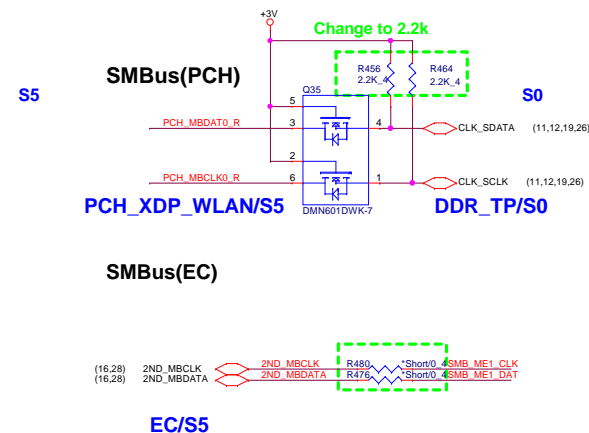 +3V
Change to 2.2k
SMBus(PCH)
R456
2.2K_4
R464
2.2K_4
S5
S0
Q35
5
PCH_MBDAT0_R
3
4
CLK_SDATA
(11,12,19,26)
2
PCH_MBCLK0_R
6
1
CLK_SCLK
(11,12,19,26)
PCH_XDP_WLAN/S5
DMN601DWK-7
DDR_TP/S0
SMBus(EC)
(16,28) 2ND_MBCLK 2ND_MBCLK R480 *Short/0_4 SMB_ME1_CLK
(16,28) 2ND_MBDATA 2ND_MBDATA R476 *Short/0_4 SMB_ME1_DAT
EC/S5